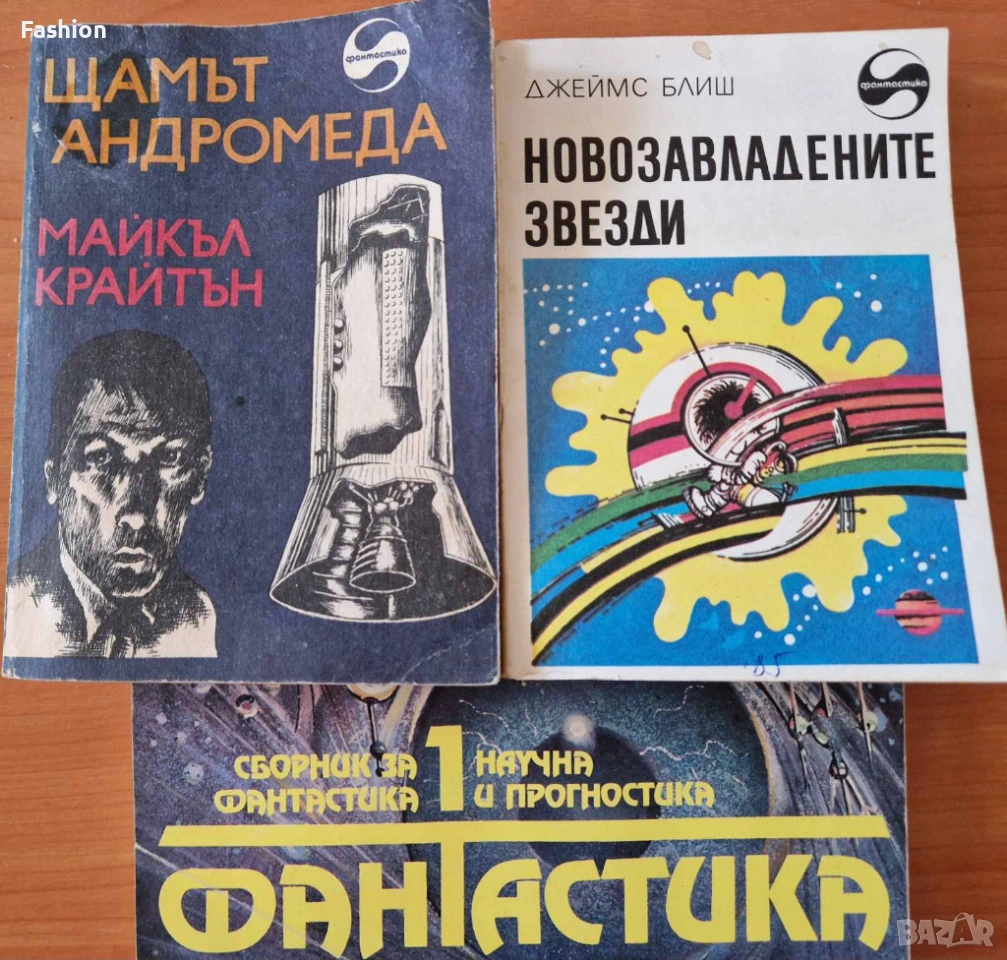 Fashion
фантастика
ЩАМЪТ
АНДРОМЕДА
МАЙКЪЛ
КРАЙТЪН
фантастика
ДЖЕЙМС БЛИШ
НОВОЗАВЛАДЕНИТЕ
ЗВЕЗДИ
85
СБОРНИК ЗА
ФАНТАСТИКА
1
НАУЧНА
И ПРОГНОСТИКА
ФАНТАСТИКА
BAZAR